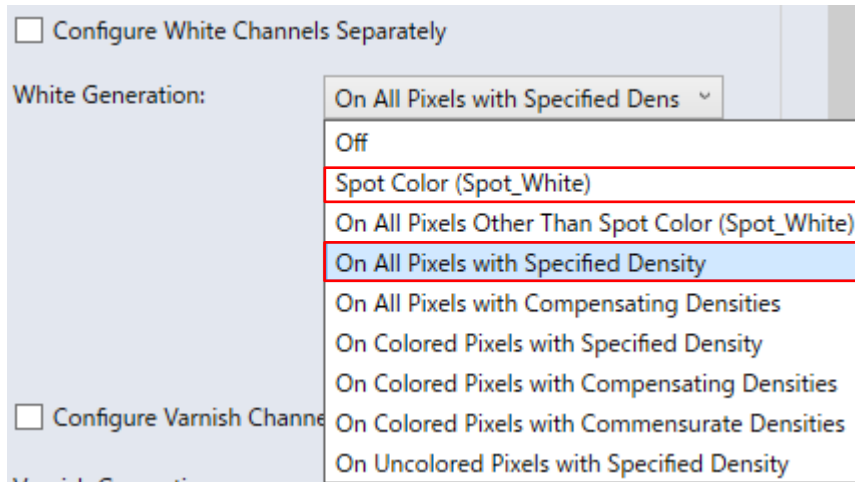 Configure White Channels Separately
White Generation:
On All Pixels with Specified Dens
Off
Spot Color (Spot_White)
On All Pixels Other Than Spot Color (Spot_White)
On All Pixels with Specified Density
On All Pixels with Compensating Densities
On Colored Pixels with Specified Density
On Colored Pixels with Compensating Densities
Configure Varnish Channe
On Colored Pixels with Commensurate Densities
On Uncolored Pixels with Specified Density